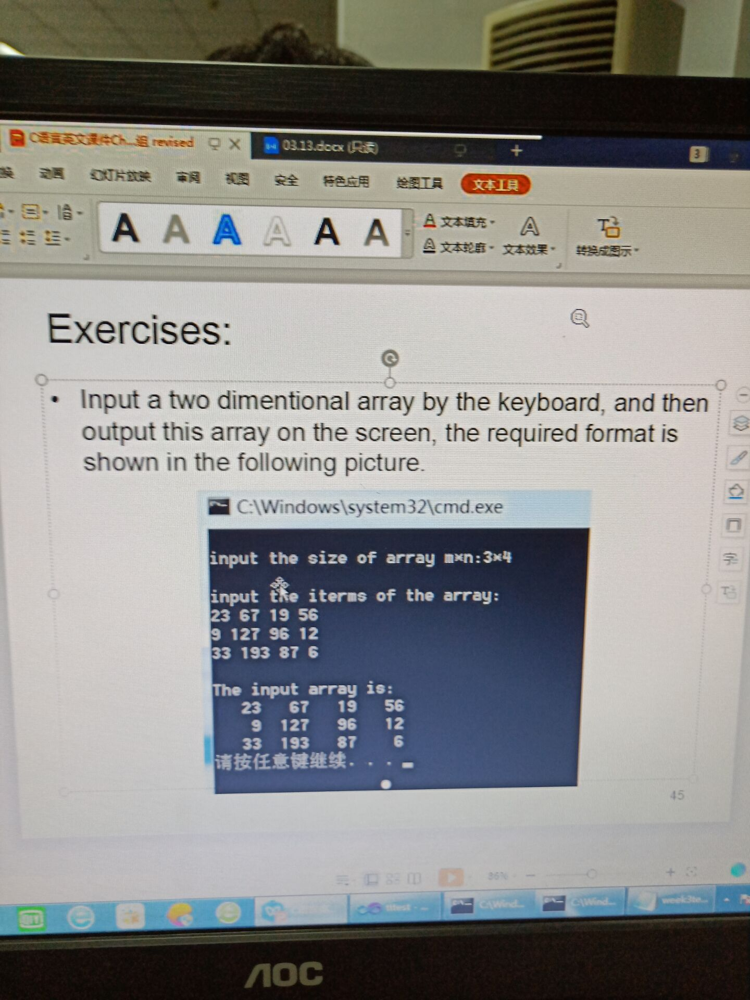 C语言英文课件Ch...组 revised
03.13.docx (只读)
3
换 动画 幻灯片放映 审阅 视图 安全 特色应用 绘图工具 文本工具
A A A A A A
文本填充
文本轮廓 文本效果 转换成图示
Exercises:
• Input a two dimentional array by the keyboard, and then
output this array on the screen, the required format is
shown in the following picture.
C:\Windows\system32\cmd.exe
input the size of array m*n:3*4
input the iterms of the array:
23 67 19 56
9 127 96 12
33 193 87 6
The input array is:
23 67 19 56
9 127 96 12
33 193 87 6
请按任意键继续. . .
45
86%
C:\Wind... C:\Wind... week3te...
AOC